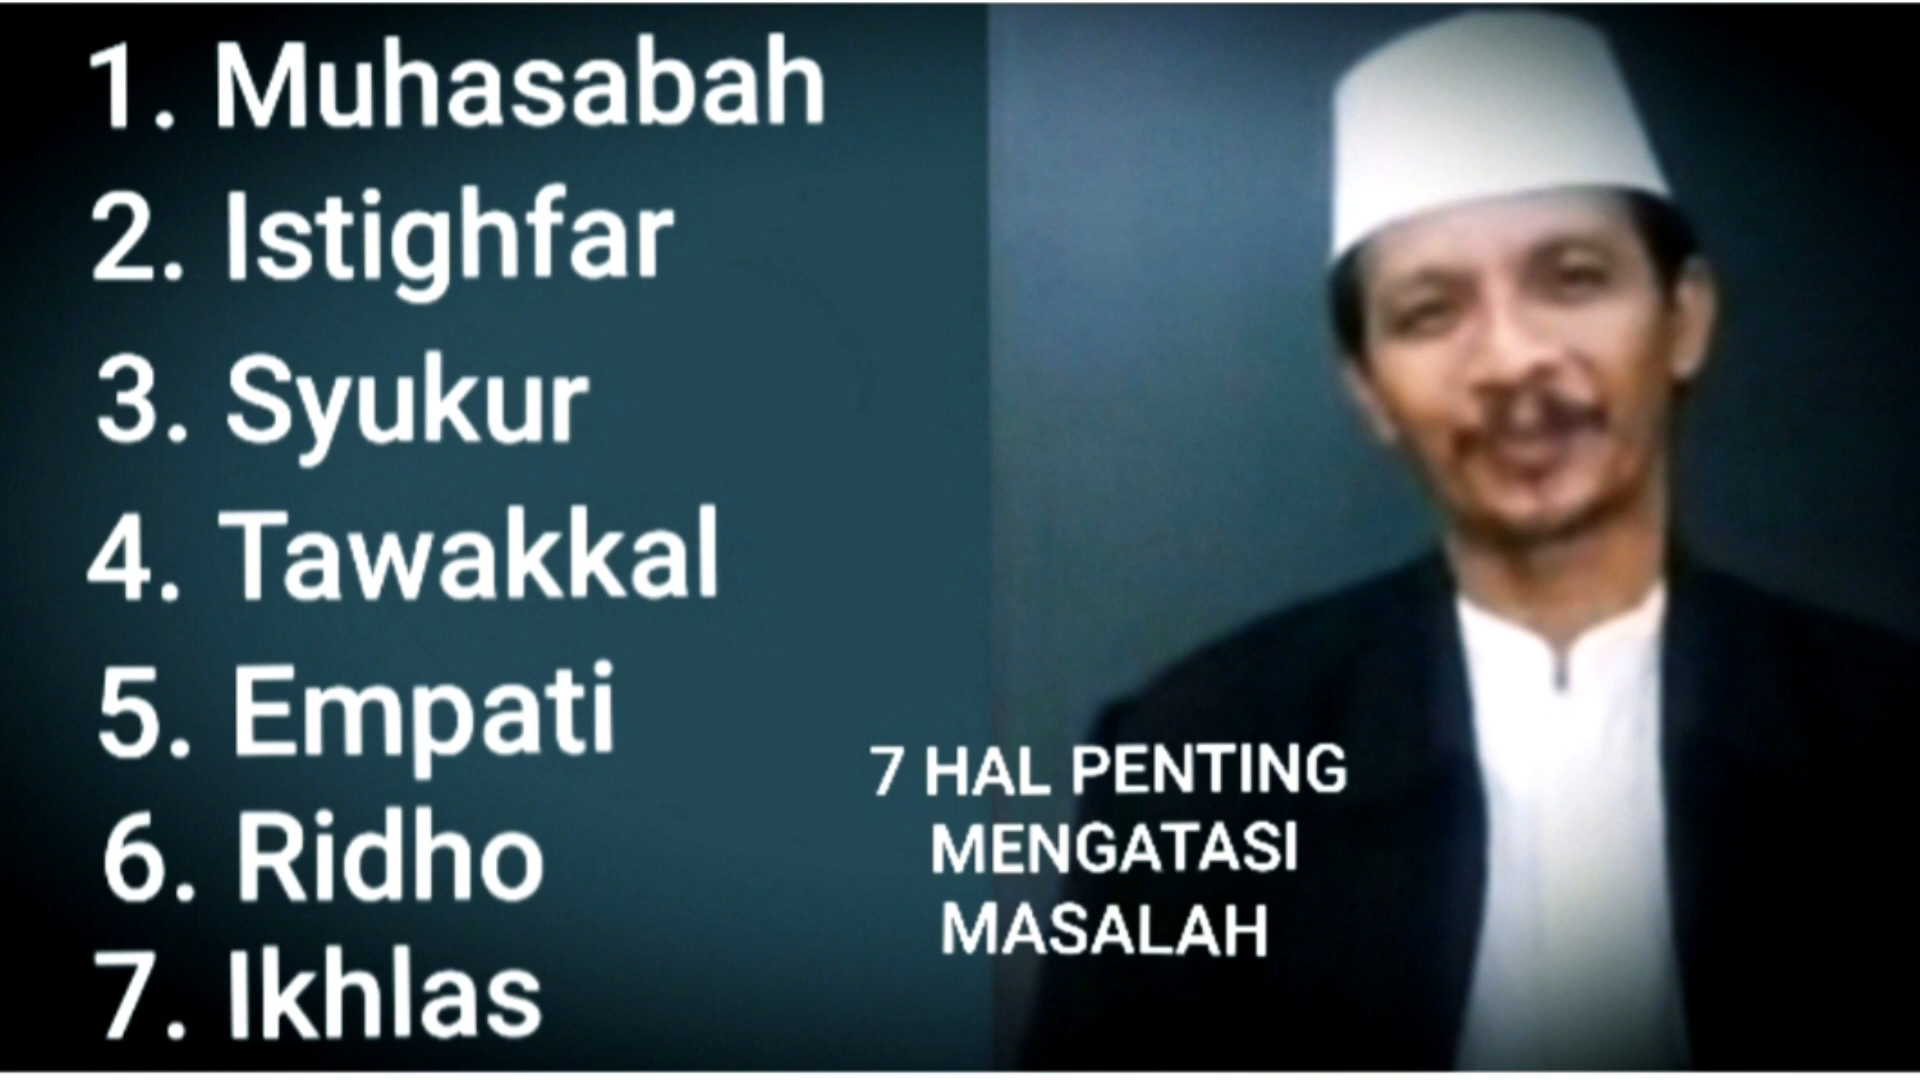 1. Muhasabah
2. Istighfar
3. Syukur
4. Tawakkal
5. Empati
6. Ridho
7. Ikhlas
7 HAL PENTING
MENGATASI
MASALAH